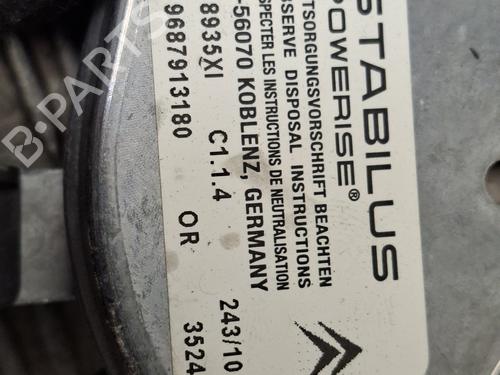 STABILUS
POWERISE®
TSORGUNGSVORSCHRIFT BEACHTEN
BSERVE DISPOSAL INSTRUCTIONS
SPECTER LES INSTRUCTIONS DE NEUTRALISATION
-56070 KOBLENZ, GERMANY
8935XI C1.1.4 243/10
9687913180 OR 3524
B-PARTS